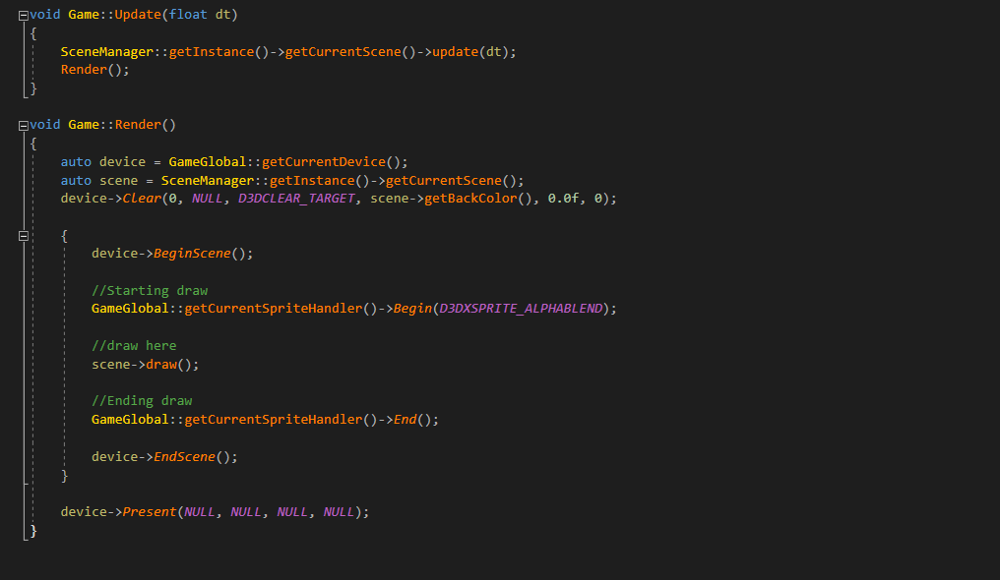 void Game::Update(float dt)
{
    SceneManager::getInstance()->getCurrentScene()->update(dt);
    Render();
}
void Game::Render()
{
    auto device = GameGlobal::getCurrentDevice();
    auto scene = SceneManager::getInstance()->getCurrentScene();
    device->Clear(0, NULL, D3DCLEAR_TARGET, scene->getBackColor(), 0.0f, 0);
    {
        device->BeginScene();
        //Starting draw
        GameGlobal::getCurrentSpriteHandler()->Begin(D3DXSPRITE_ALPHABLEND);
        //draw here
        scene->draw();
        //Ending draw
        GameGlobal::getCurrentSpriteHandler()->End();
        device->EndScene();
    }
    device->Present(NULL, NULL, NULL, NULL);
}